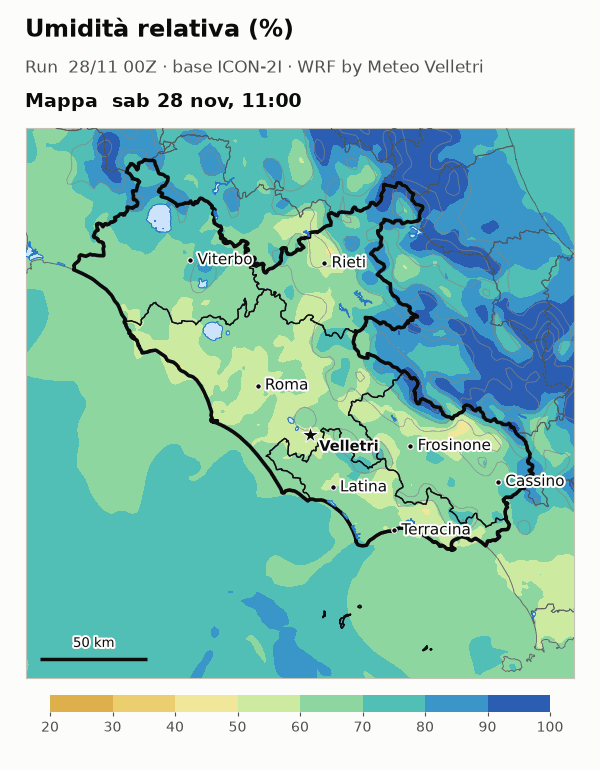 Umidità relativa (%)
Run 28/11 00Z · base ICON-2I · WRF by Meteo Velletri
Mappa sab 28 nov, 11:00
Viterbo
Rieti
Roma
Velletri
Frosinone
Cassino
Latina
Terracina
50 km
20 30 40 50 60 70 80 90 100